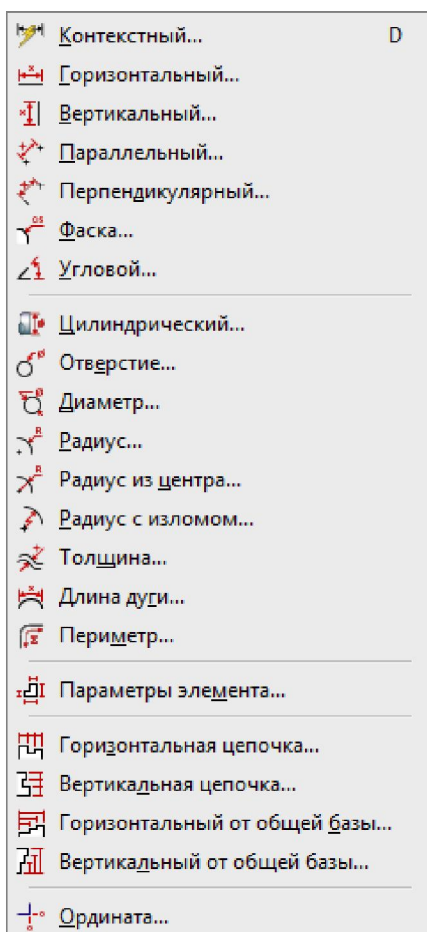 Контекстный... D
Горизонтальный...
Вертикальный...
Параллельный...
Перпендикулярный...
Фаска...
Угловой...
Цилиндрический...
Отверстие...
Диаметр...
Радиус...
Радиус из центра...
Радиус с изломом...
Толщина...
Длина дуги...
Периметр...
Параметры элемента...
Горизонтальная цепочка...
Вертикальная цепочка...
Горизонтальный от общей базы...
Вертикальный от общей базы...
Ордината...